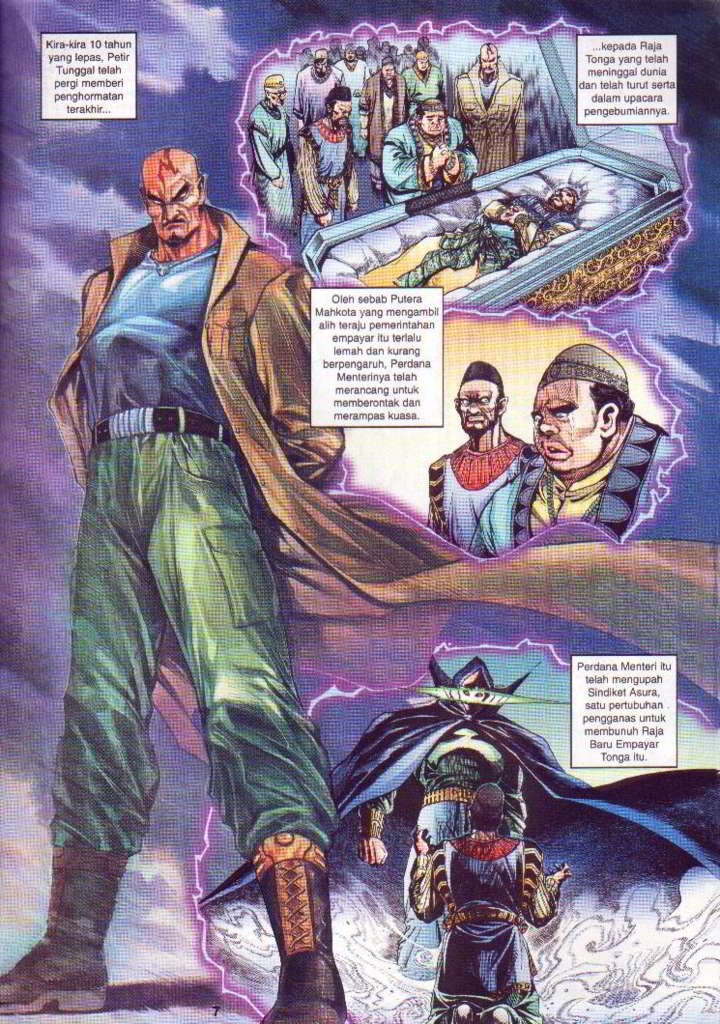 Kira-kira 10 tahun
yang lepas, Petir
Tunggal telah
pergi memberi
penghormatan
terakhir...
...kepada Raja
Tonga yang telah
meninggal dunia
dan telah turut serta
dalam upacara
pengebumiannya.
Oleh sebab Putera
Mahkota yang mengambil
alih teraju pemerintahan
empayar itu terlalu
lemah dan kurang
berpengaruh, Perdana
Menterinya telah
merancang untuk
memberontak dan
merampas kuasa.
Perdana Menteri itu
telah mengupah
Sindiket Asura,
satu pertubuhan
pengganas untuk
membunuh Raja
Baru Empayar
Tonga itu.
7